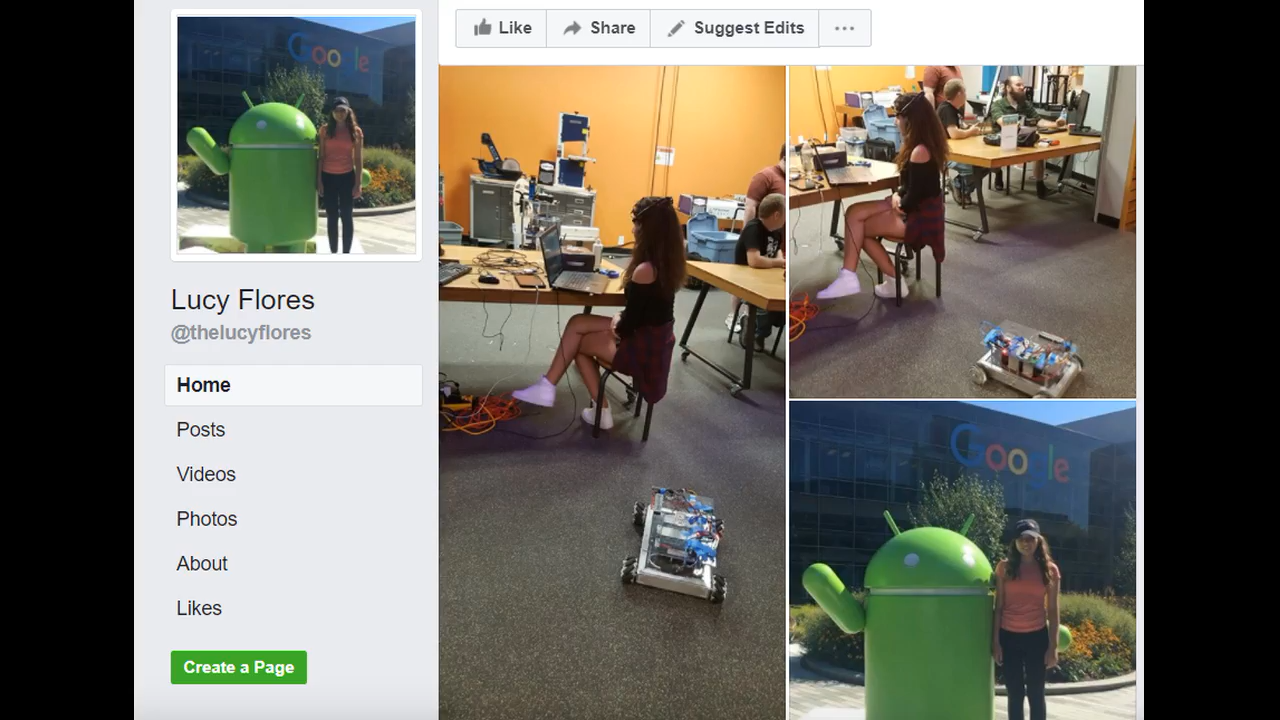 Google
Lucy Flores
@thelucyflores
Home
Posts
Videos
Photos
About
Likes
Create a Page
Like
Share
Suggest Edits
Google